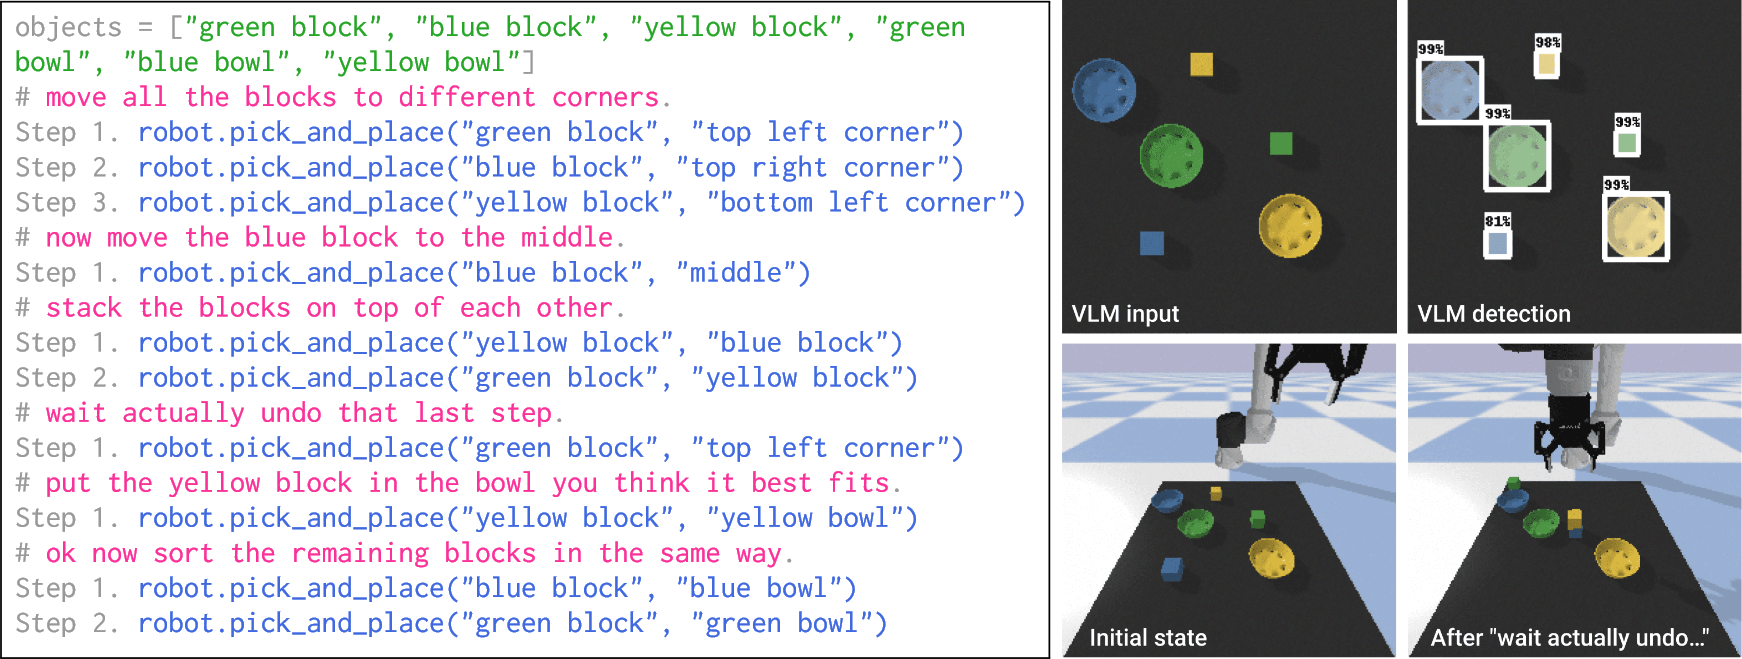 objects = ["green block", "blue block", "yellow block", "green
bowl", "blue bowl", "yellow bowl"]
# move all the blocks to different corners.
Step 1. robot.pick_and_place("green block", "top left corner")
Step 2. robot.pick_and_place("blue block", "top right corner")
Step 3. robot.pick_and_place("yellow block", "bottom left corner")
# now move the blue block to the middle.
Step 1. robot.pick_and_place("blue block", "middle")
# stack the blocks on top of each other.
Step 1. robot.pick_and_place("yellow block", "blue block")
Step 2. robot.pick_and_place("green block", "yellow block")
# wait actually undo that last step.
Step 1. robot.pick_and_place("green block", "top left corner")
# put the yellow block in the bowl you think it best fits.
Step 1. robot.pick_and_place("yellow block", "yellow bowl")
# ok now sort the remaining blocks in the same way.
Step 1. robot.pick_and_place("blue block", "blue bowl")
Step 2. robot.pick_and_place("green block", "green bowl")
VLM input
99%
98%
99%
99%
99%
81%
VLM detection
Initial state
After "wait actually undo..."